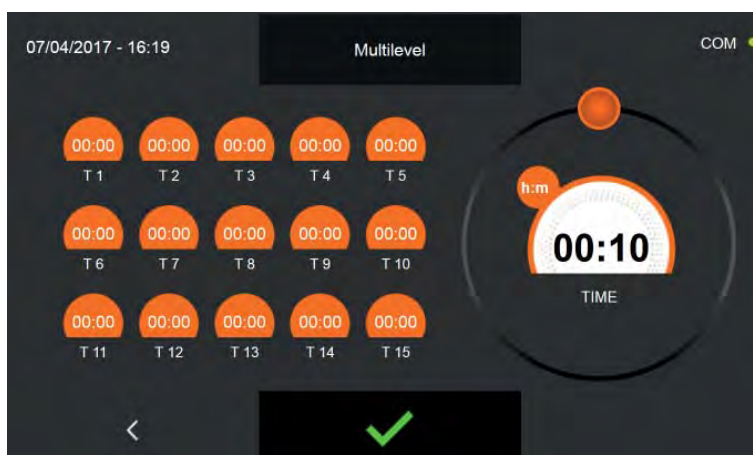 07/04/2017 - 16:19
Multilevel
COM
00:00 00:00 00:00 00:00 00:00
T 1 T 2 T 3 T 4 T 5
00:00 00:00 00:00 00:00 00:00
T 6 T 7 T 8 T 9 T 10
00:00 00:00 00:00 00:00 00:00
T 11 T 12 T 13 T 14 T 15
h:m
00:10
TIME